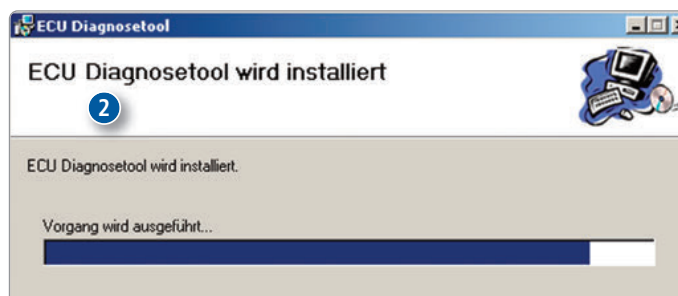 ECU Diagnosetool
ECU Diagnosetool wird installiert
2
ECU Diagnosetool wird installiert.
Vorgang wird ausgeführt...